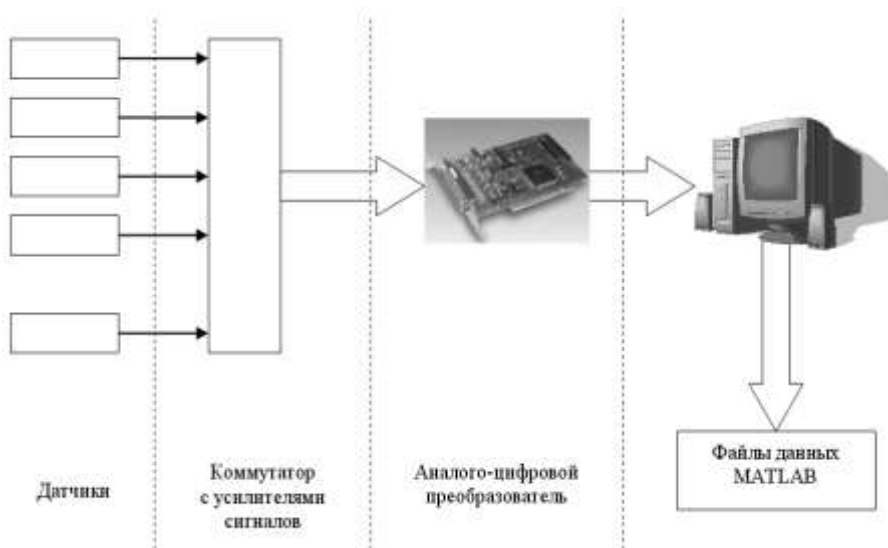 Датчики
Коммутатор
с усилителями
сигналов
Аналого-цифровой
преобразователь
Файлы данных
MATLAB